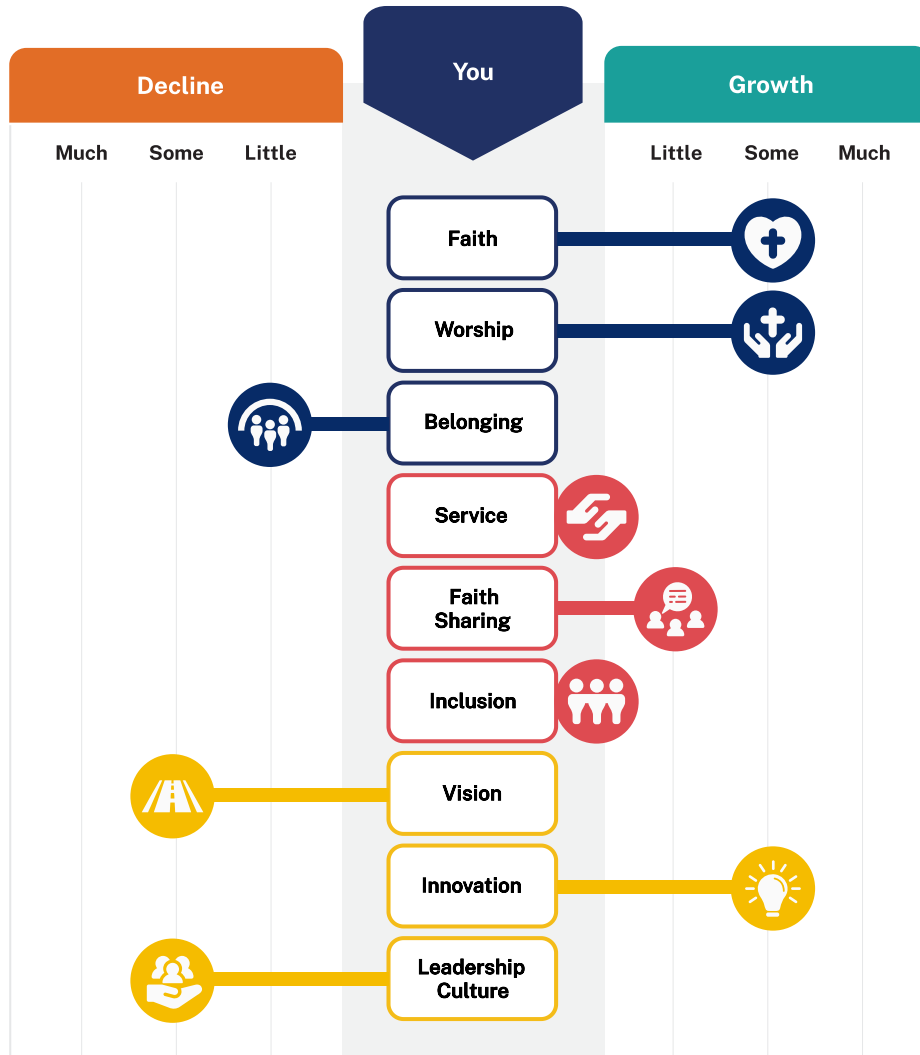 You
Decline
Growth
Much Some Little
Little Some Much
Faith
Worship
Belonging
Service
Faith
Sharing
Inclusion
Vision
Innovation
Leadership
Culture